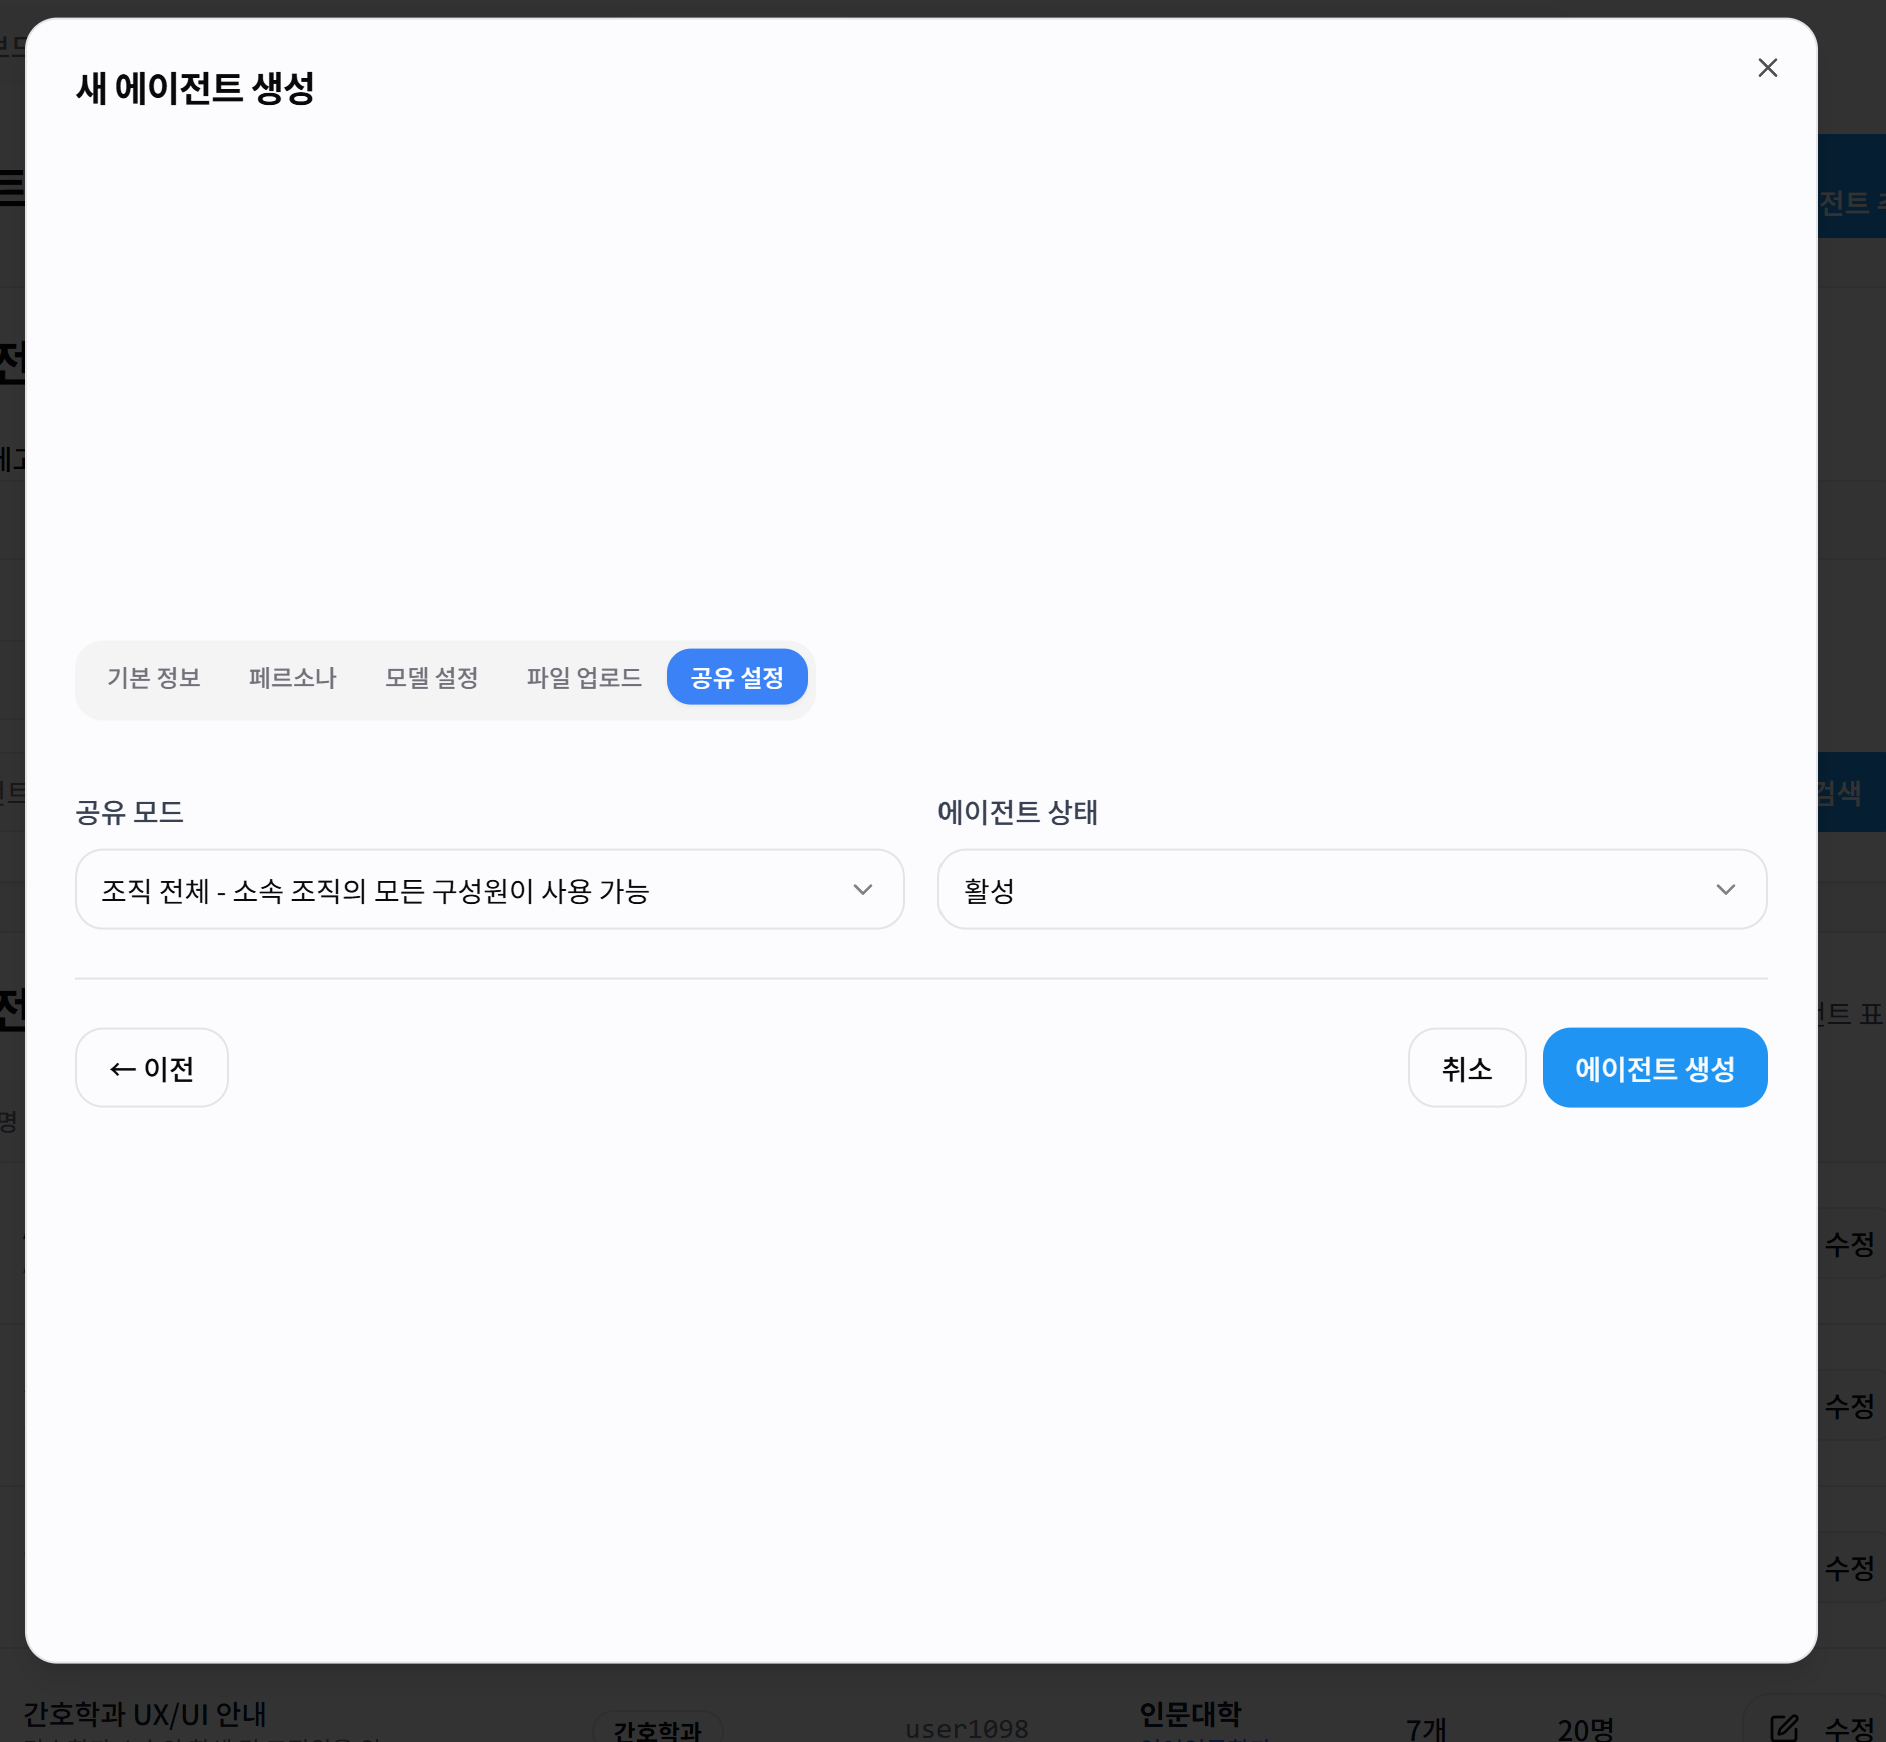 새 에이전트 생성
전트
기본 정보 페르소나 모델 설정 파일 업로드 공유 설정
검색
공유 모드 에이전트 상태
조직 전체 - 소속 조직의 모든 구성원이 사용 가능 활성
← 이전 취소 에이전트 생성
수정
수정
수정
간호학과 UX/UI 안내 간호학과 user1098 인문대학 7개 20명 수정